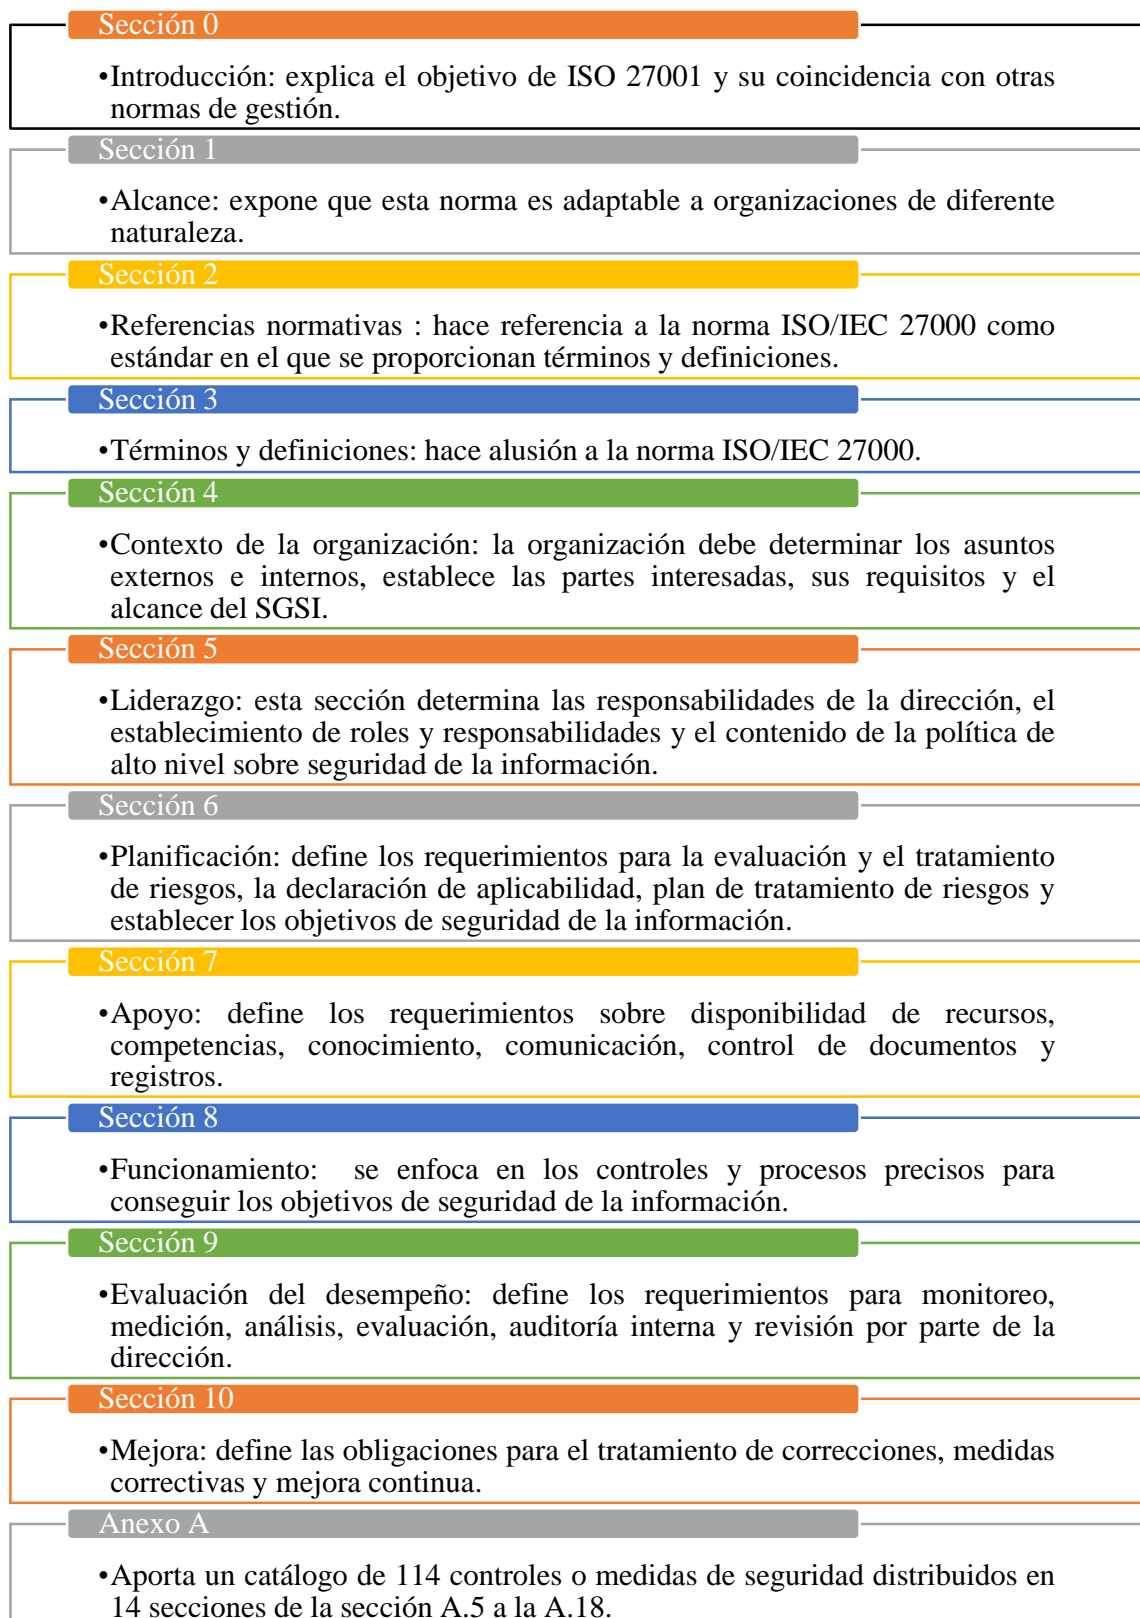 Sección 0
•Introducción: explica el objetivo de ISO 27001 y su coincidencia con otras
normas de gestión.
Sección 1
•Alcance: expone que esta norma es adaptable a organizaciones de diferente
naturaleza.
Sección 2
•Referencias normativas : hace referencia a la norma ISO/IEC 27000 como
estándar en el que se proporcionan términos y definiciones.
Sección 3
•Términos y definiciones: hace alusión a la norma ISO/IEC 27000.
Sección 4
•Contexto de la organización: la organización debe determinar los asuntos
externos e internos, establece las partes interesadas, sus requisitos y el
alcance del SGSI.
Sección 5
•Liderazgo: esta sección determina las responsabilidades de la dirección, el
establecimiento de roles y responsabilidades y el contenido de la política de
alto nivel sobre seguridad de la información.
Sección 6
•Planificación: define los requerimientos para la evaluación y el tratamiento
de riesgos, la declaración de aplicabilidad, plan de tratamiento de riesgos y
establecer los objetivos de seguridad de la información.
Sección 7
•Apoyo: define los requerimientos sobre disponibilidad de recursos,
competencias, conocimiento, comunicación, control de documentos y
registros.
Sección 8
•Funcionamiento: se enfoca en los controles y procesos precisos para
conseguir los objetivos de seguridad de la información.
Sección 9
•Evaluación del desempeño: define los requerimientos para monitoreo,
medición, análisis, evaluación, auditoría interna y revisión por parte de la
dirección.
Sección 10
•Mejora: define las obligaciones para el tratamiento de correcciones, medidas
correctivas y mejora continua.
Anexo A
•Aporta un catálogo de 114 controles o medidas de seguridad distribuidos en
14 secciones de la sección A.5 a la A.18.